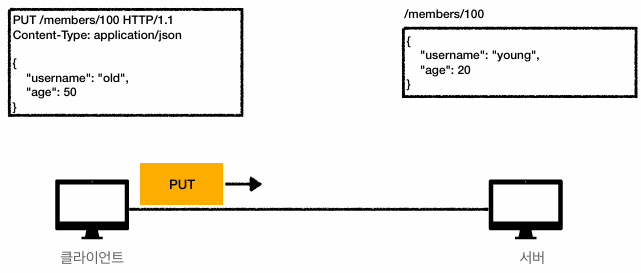 PUT /members/100 HTTP/1.1
Content-Type: application/json
{
"username": "old",
"age": 50
}
/members/100
{
"username": "young",
"age": 20
}
PUT
클라이언트
서버